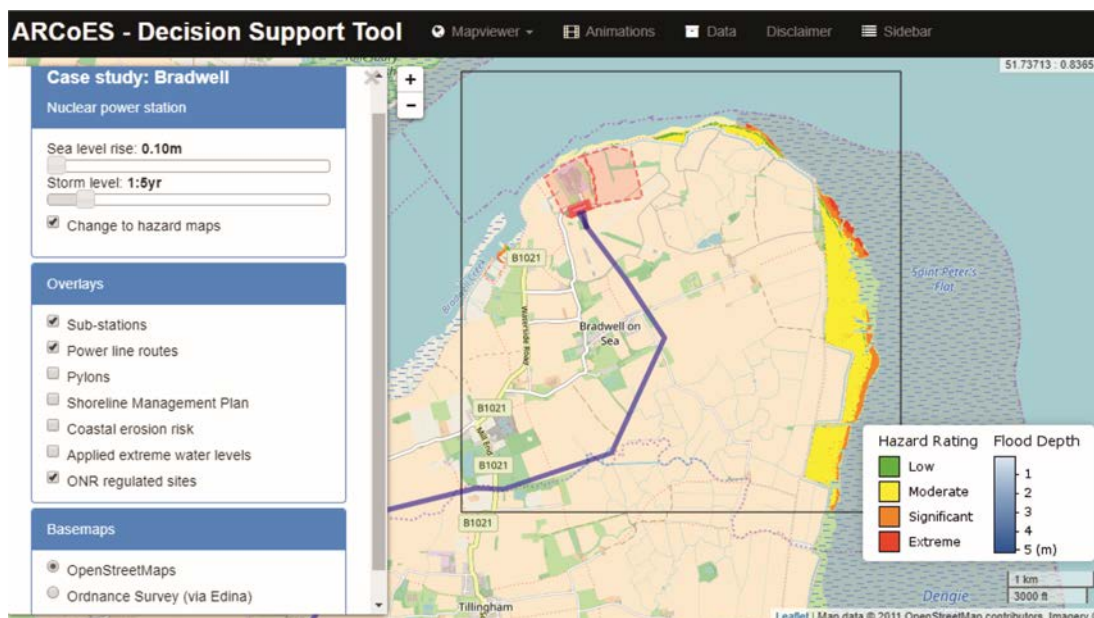 ARCoES - Decision Support Tool
Mapviewer
Animations
Data
Disclaimer
Sidebar
Case study: Bradwell
Nuclear power station
Sea level rise: 0.10m
Storm level: 1:5yr
Change to hazard maps
Overlays
Sub-stations
Power line routes
Pylons
Shoreline Management Plan
Coastal erosion risk
Applied extreme water levels
ONR regulated sites
Basemaps
OpenStreetMaps
Ordnance Survey (via Edina)
+
−
51.73713 : 0.8365
B1021
Waterside Road
Bradwell on
Sea
Saint Peter's
Flat
B1021
Mill End
B1021
B1021
Tillingham
Dengie
Hazard Rating
Low
Moderate
Significant
Extreme
Flood Depth
1
2
3
4
5 (m)
1 km
3000 ft
Leaflet | Map data © 2011 OpenStreetMap contributors, Imagery